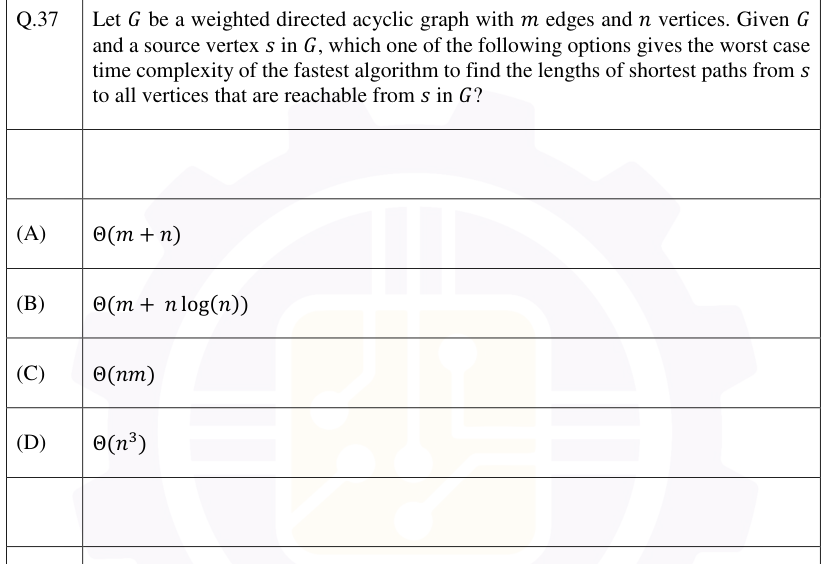 Q.37 Let G be a weighted directed acyclic graph with m edges and n vertices. Given G
and a source vertex s in G, which one of the following options gives the worst case
time complexity of the fastest algorithm to find the lengths of shortest paths from s
to all vertices that are reachable from s in G?
(A) Θ(m + n)
(B) Θ(m + n log(n))
(C) Θ(nm)
(D) Θ(n³)